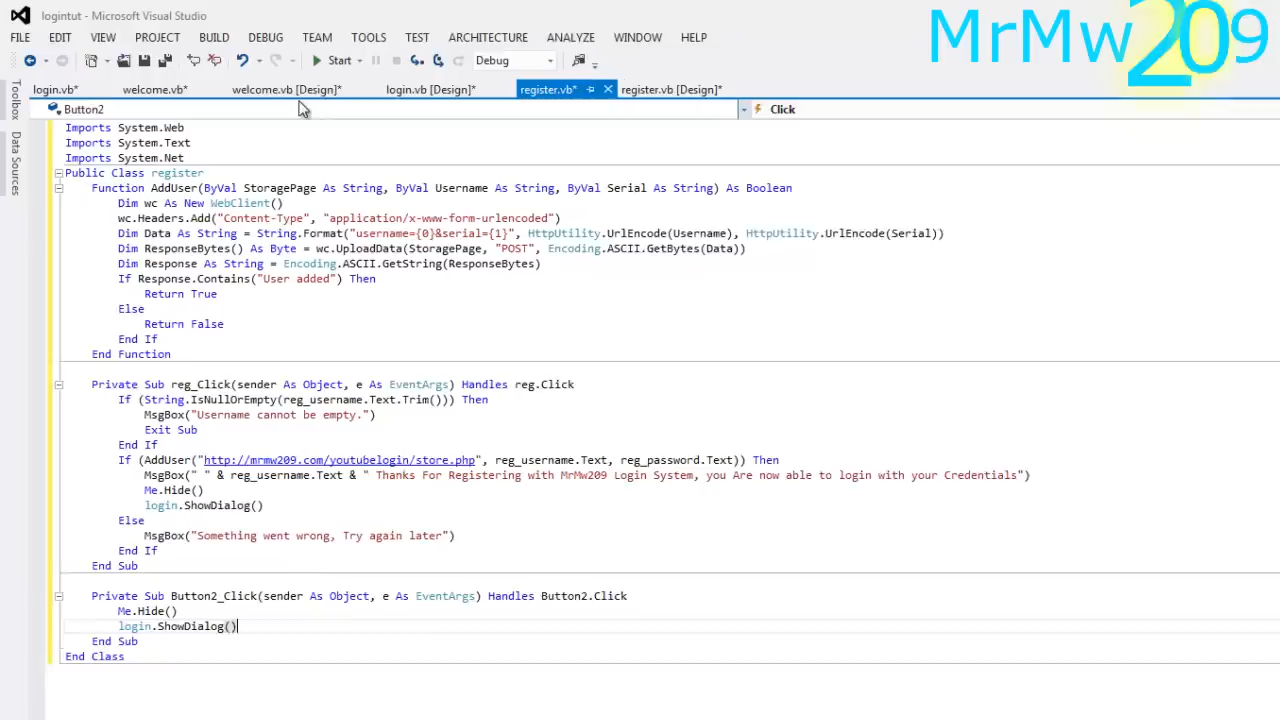 logintut - Microsoft Visual Studio
MrMw209
FILE EDIT VIEW PROJECT BUILD DEBUG TEAM TOOLS TEST ARCHITECTURE ANALYZE WINDOW HELP
Start Debug
login.vb* welcome.vb* welcome.vb [Design]* login.vb [Design]* register.vb* register.vb [Design]*
Toolbox
Data Sources
Button2 Click
Imports System.Web
Imports System.Text
Imports System.Net
Public Class register
Function AddUser(ByVal StoragePage As String, ByVal Username As String, ByVal Serial As String) As Boolean
Dim wc As New WebClient()
wc.Headers.Add("Content-Type", "application/x-www-form-urlencoded")
Dim Data As String = String.Format("username={0}&serial={1}", HttpUtility.UrlEncode(Username), HttpUtility.UrlEncode(Serial))
Dim ResponseBytes() As Byte = wc.UploadData(StoragePage, "POST", Encoding.ASCII.GetBytes(Data))
Dim Response As String = Encoding.ASCII.GetString(ResponseBytes)
If Response.Contains("User added") Then
Return True
Else
Return False
End If
End Function
Private Sub reg_Click(sender As Object, e As EventArgs) Handles reg.Click
If (String.IsNullOrEmpty(reg_username.Text.Trim())) Then
MsgBox("Username cannot be empty.")
Exit Sub
End If
If (AddUser("http://mrmw209.com/youtubelogin/store.php", reg_username.Text, reg_password.Text)) Then
MsgBox(" " & reg_username.Text & " Thanks For Registering with MrMw209 Login System, you Are now able to login with your Credentials")
Me.Hide()
login.ShowDialog()
Else
MsgBox("Something went wrong, Try again later")
End If
End Sub
Private Sub Button2_Click(sender As Object, e As EventArgs) Handles Button2.Click
Me.Hide()
login.ShowDialog()
End Sub
End Class